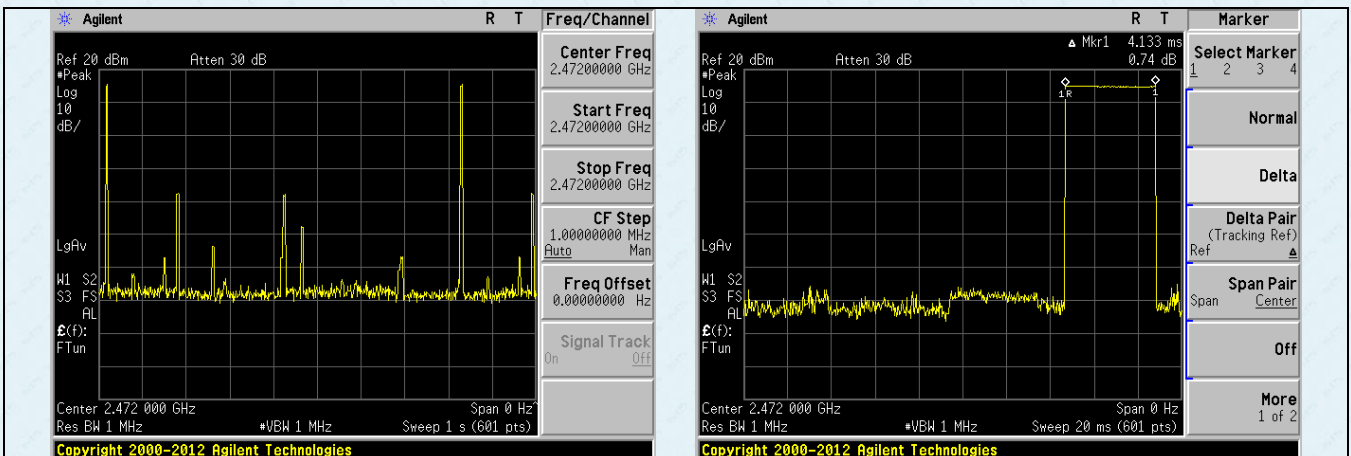 Agilent R T Freq/Channel
Ref 20 dBm Atten 30 dB
#Peak
Log
10
dB/
LgAv
W1 S2
S3 FS
AL
£(f):
FTun
Center 2.472 000 GHz Span 0 Hz^
Res BW 1 MHz #VBW 1 MHz Sweep 1 s (601 pts)
Copyright 2000-2012 Agilent Technologies
Center Freq
2.47200000 GHz
Start Freq
2.47200000 GHz
Stop Freq
2.47200000 GHz
CF Step
1.00000000 MHz
Auto Man
Freq Offset
0.00000000 Hz
Signal Track
On Off
Agilent R T Marker
Δ Mkr1 4.133 ms
Ref 20 dBm Atten 30 dB 0.74 dB
#Peak
Log
10
dB/
1R 1
LgAv
W1 S2
S3 FS
AL
£(f):
FTun
Center 2.472 000 GHz Span 0 Hz
Res BW 1 MHz #VBW 1 MHz Sweep 20 ms (601 pts)
Copyright 2000-2012 Agilent Technologies
Select Marker
1 2 3 4
Normal
Delta
Delta Pair
(Tracking Ref)
Ref Δ
Span Pair
Span Center
Off
More
1 of 2